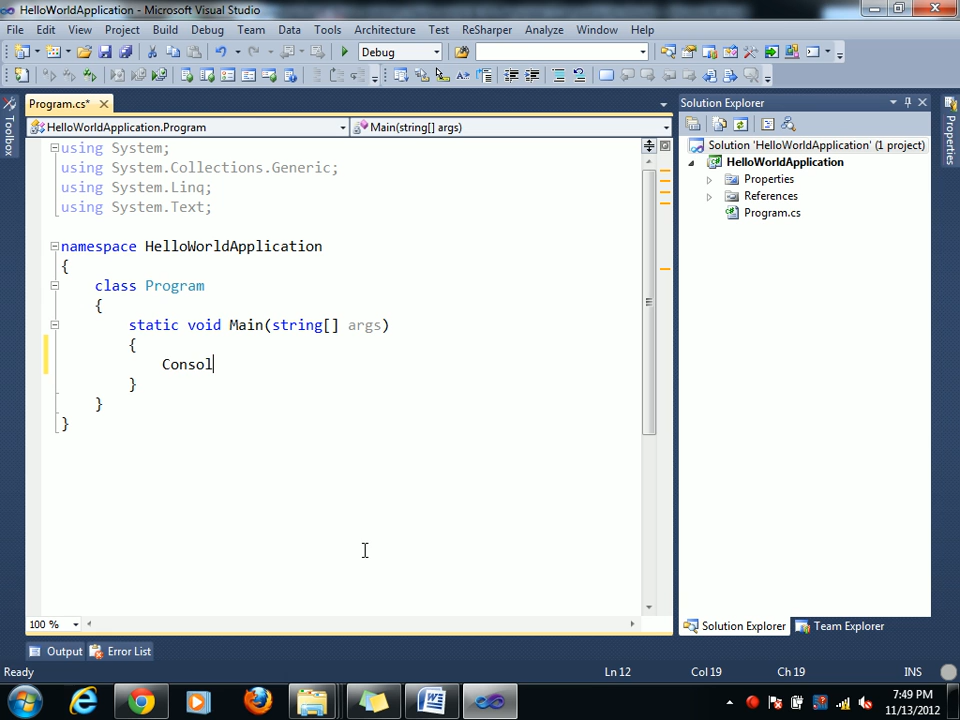 HelloWorldApplication - Microsoft Visual Studio
File Edit View Project Build Debug Team Data Tools Architecture Test ReSharper Analyze Window Help
Debug
Toolbox
Program.cs*
HelloWorldApplication.Program
Main(string[] args)
using System;
using System.Collections.Generic;
using System.Linq;
using System.Text;
namespace HelloWorldApplication
{
class Program
{
static void Main(string[] args)
{
Consol
}
}
}
100 %
Solution Explorer
Solution 'HelloWorldApplication' (1 project)
HelloWorldApplication
Properties
References
Program.cs
Properties
Solution Explorer Team Explorer
Output Error List
Ready Ln 12 Col 19 Ch 19 INS
7:49 PM
11/13/2012